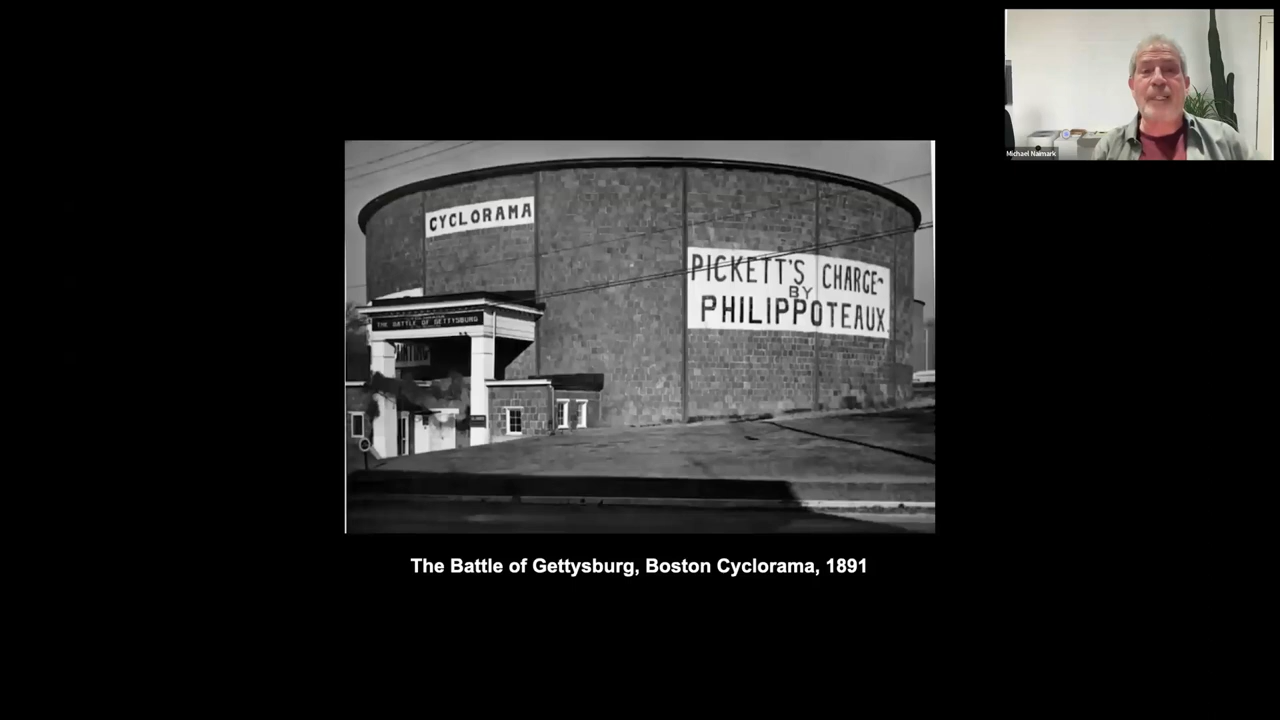 Michael Naimark
CYCLORAMA
PICKETT'S CHARGE
BY
PHILIPPOTEAUX
THE BATTLE OF GETTYSBURG
The Battle of Gettysburg, Boston Cyclorama, 1891